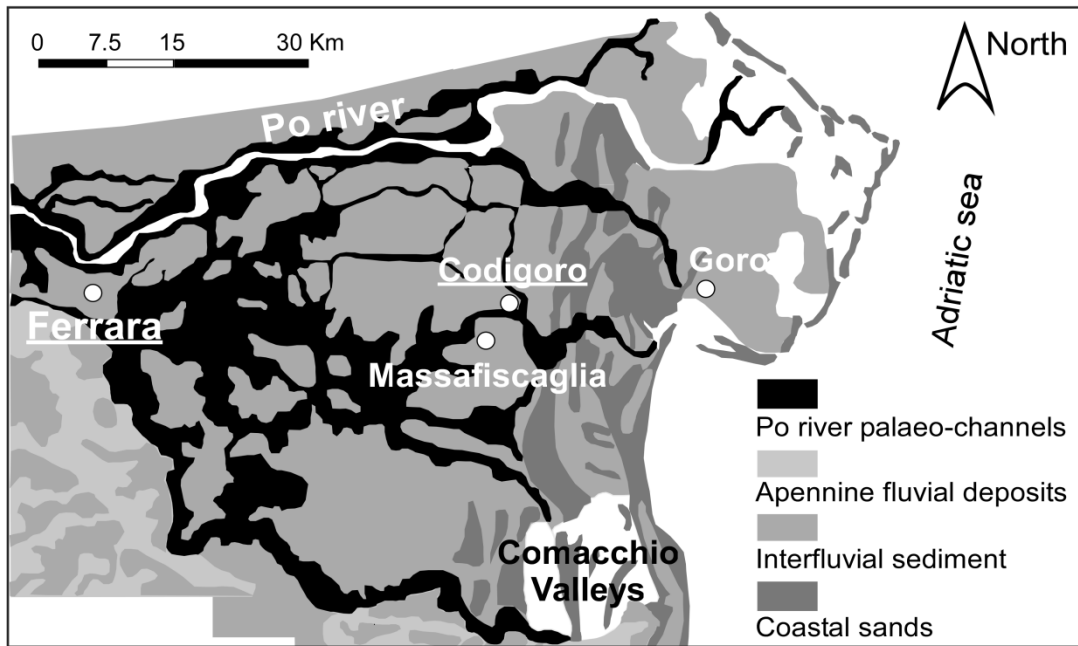 0 7.5 15 30 Km
North
Po river
Codigoro
Goro
Ferrara
Massafiscaglia
Adriatic sea
Po river palaeo-channels
Apennine fluvial deposits
Interfluvial sediment
Coastal sands
Comacchio
Valleys